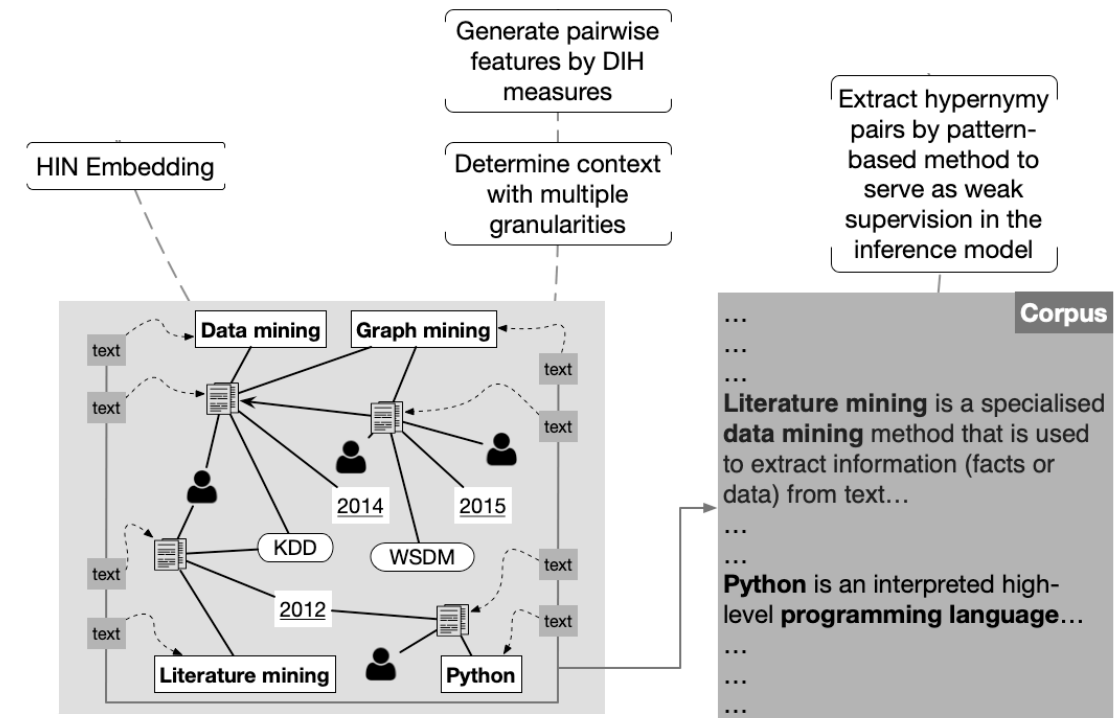 Generate pairwise
features by DIH
measures
HIN Embedding
Determine context
with multiple
granularities
Extract hypernymy
pairs by pattern-
based method to
serve as weak
supervision in the
inference model
Data mining
Graph mining
text
text
text
text
2014
2015
KDD
WSDM
text
text
2012
text
text
Literature mining
Python
Corpus
…
…
…
Literature mining is a specialised
data mining method that is used
to extract information (facts or
data) from text…
…
…
Python is an interpreted high-
level programming language…
…
…
…